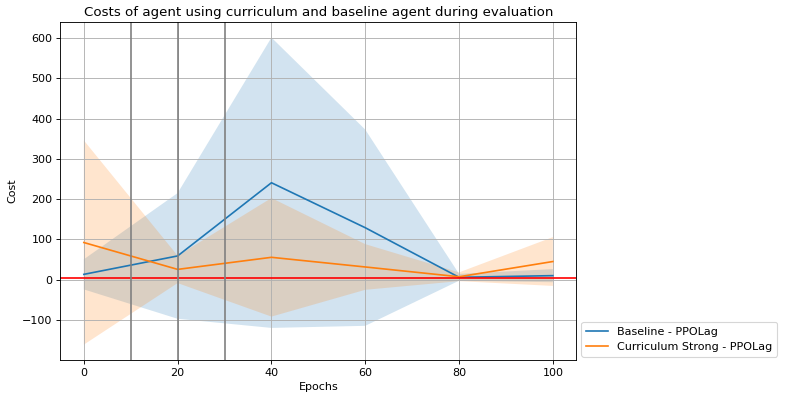 Costs of agent using curriculum and baseline agent during evaluation
600
500
400
300
200
100
0
−100
Cost
0 20 40 60 80 100
Epochs
Baseline - PPOLag
Curriculum Strong - PPOLag